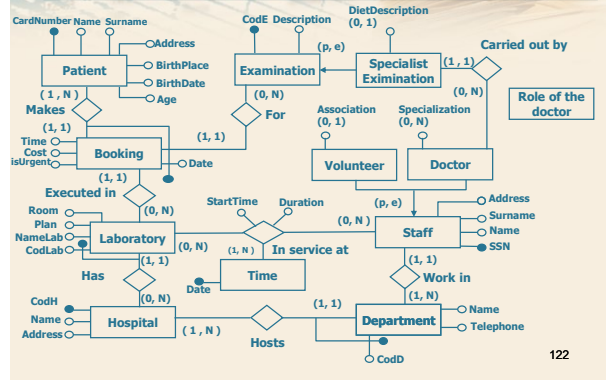 DietDescription
(0, 1)
CardNumber Name Surname
CodE Description
Address
(p, e)
Carried out by
Patient
BirthPlace
Examination
Specialist
Eximination
(1 , 1)
BirthDate
(1 , N)
Age
(0, N)
(0, N)
Role of the
doctor
Makes
For
Association
(0, 1)
Specialization
(0, N)
(1, 1)
(1, 1)
Time
Cost
isUrgent
Booking
Date
Volunteer
Doctor
(1, 1)
Executed in
(0, N)
StartTime
Duration
(p, e)
Address
Room
Plan
NameLab
CodLab
Laboratory
(0, N)
(0, N)
Staff
Surname
Name
SSN
(1, N)
In service at
(1, 1)
Has
Time
(1, 1)
Work in
(0, N)
Date
(1, N)
CodH
Name
Address
Hospital
(1 , N)
(1, 1)
Department
Name
Telephone
Hosts
CodD
122